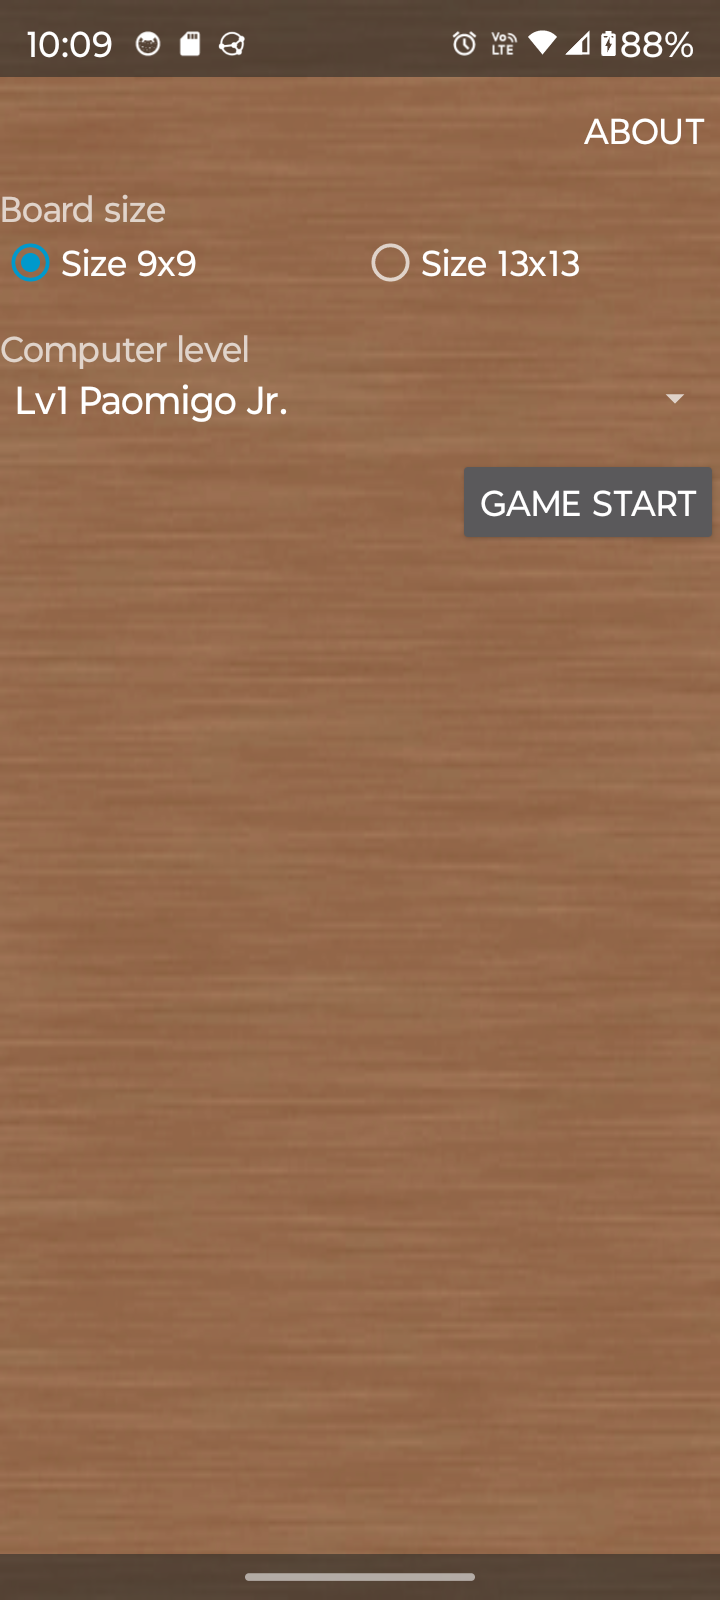 10:09 Vo LTE 88%
ABOUT
Board size
Size 9x9 Size 13x13
Computer level
Lv1 Paomigo Jr.
GAME START